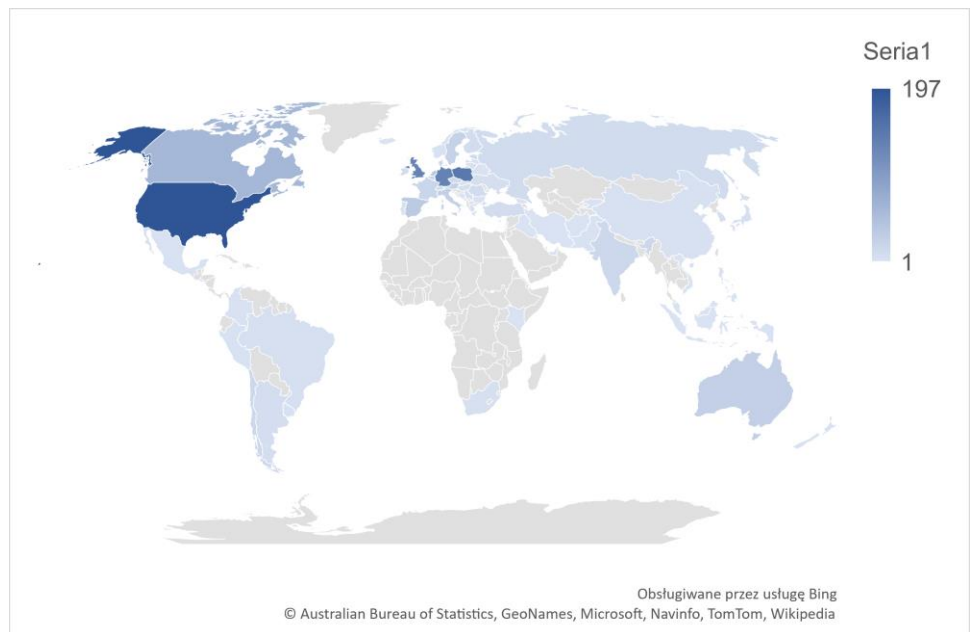 Seria1
197
1
Obsługiwane przez usługę Bing
© Australian Bureau of Statistics, GeoNames, Microsoft, Navinfo, TomTom, Wikipedia